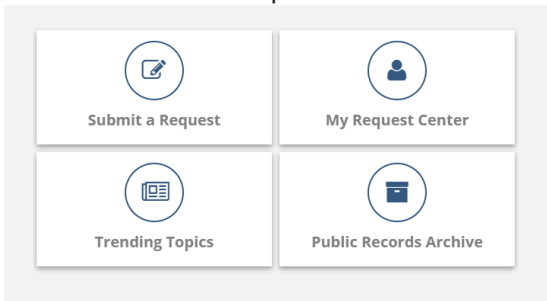 Submit a Request
My Request Center
Trending Topics
Public Records Archive